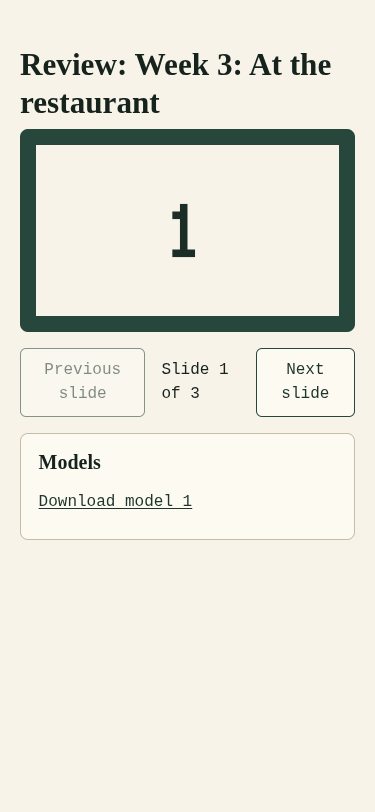 Review: Week 3: At the
restaurant
1
Previous
slide
Slide 1
of 3
Next
slide
Models
Download model 1